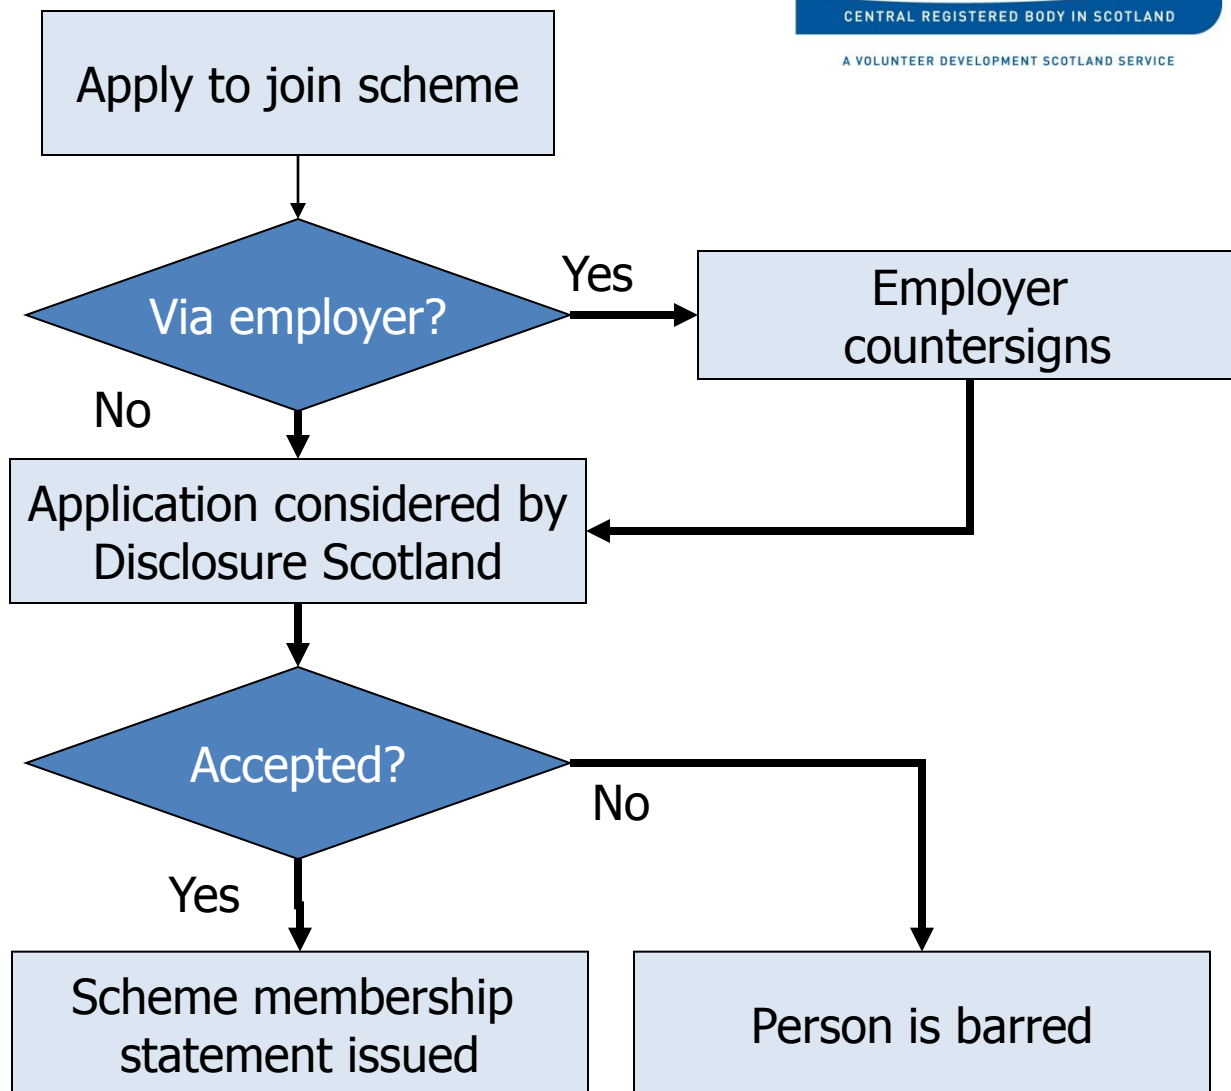 CENTRAL REGISTERED BODY IN SCOTLAND
A VOLUNTEER DEVELOPMENT SCOTLAND SERVICE
Apply to join scheme
Via employer?
Yes
Employer
countersigns
No
Application considered by
Disclosure Scotland
Accepted?
No
Yes
Scheme membership
statement issued
Person is barred